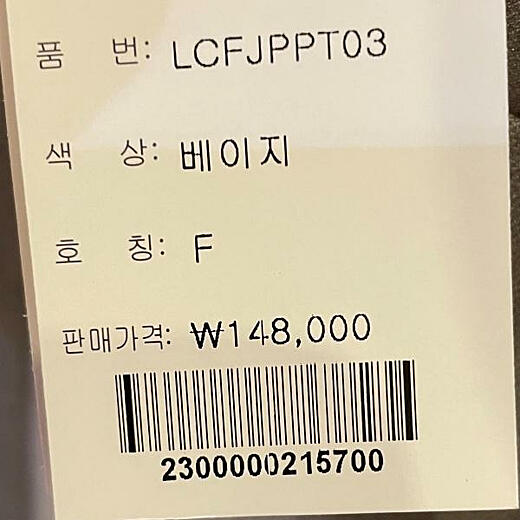 품 번: LCFJPPT03
색 상: 베이지
호 칭: F
판매가격: ₩148,000
2300000215700